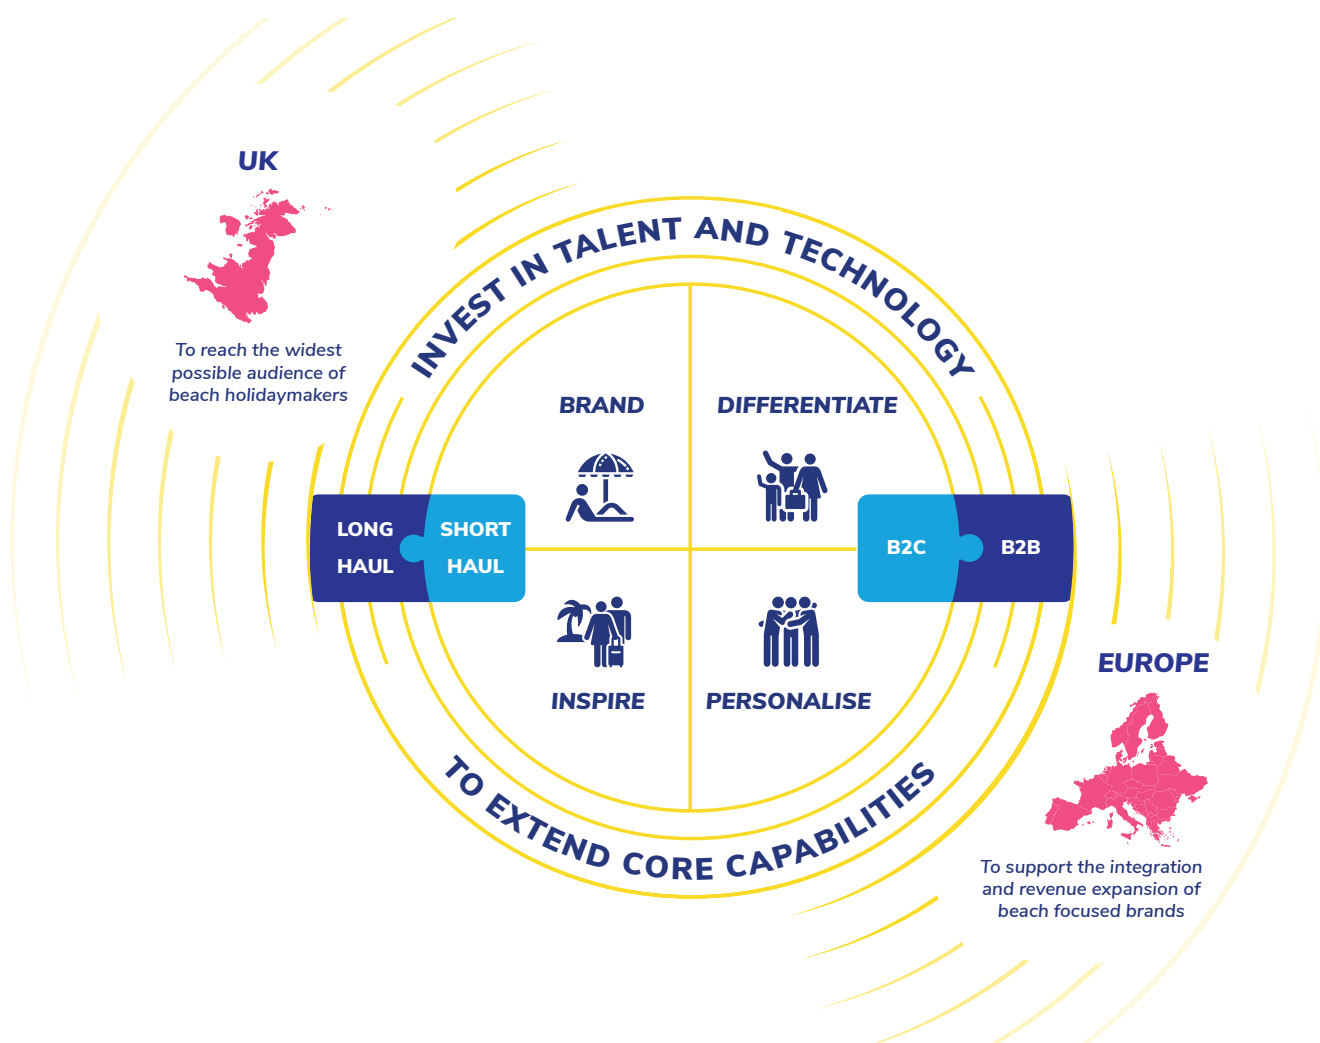 UK
To reach the widest
possible audience of
beach holidaymakers
INVEST IN TALENT AND TECHNOLOGY
BRAND
DIFFERENTIATE
LONG
HAUL
SHORT
HAUL
B2C
B2B
INSPIRE
PERSONALISE
TO EXTEND CORE CAPABILITIES
EUROPE
To support the integration
and revenue expansion of
beach focused brands